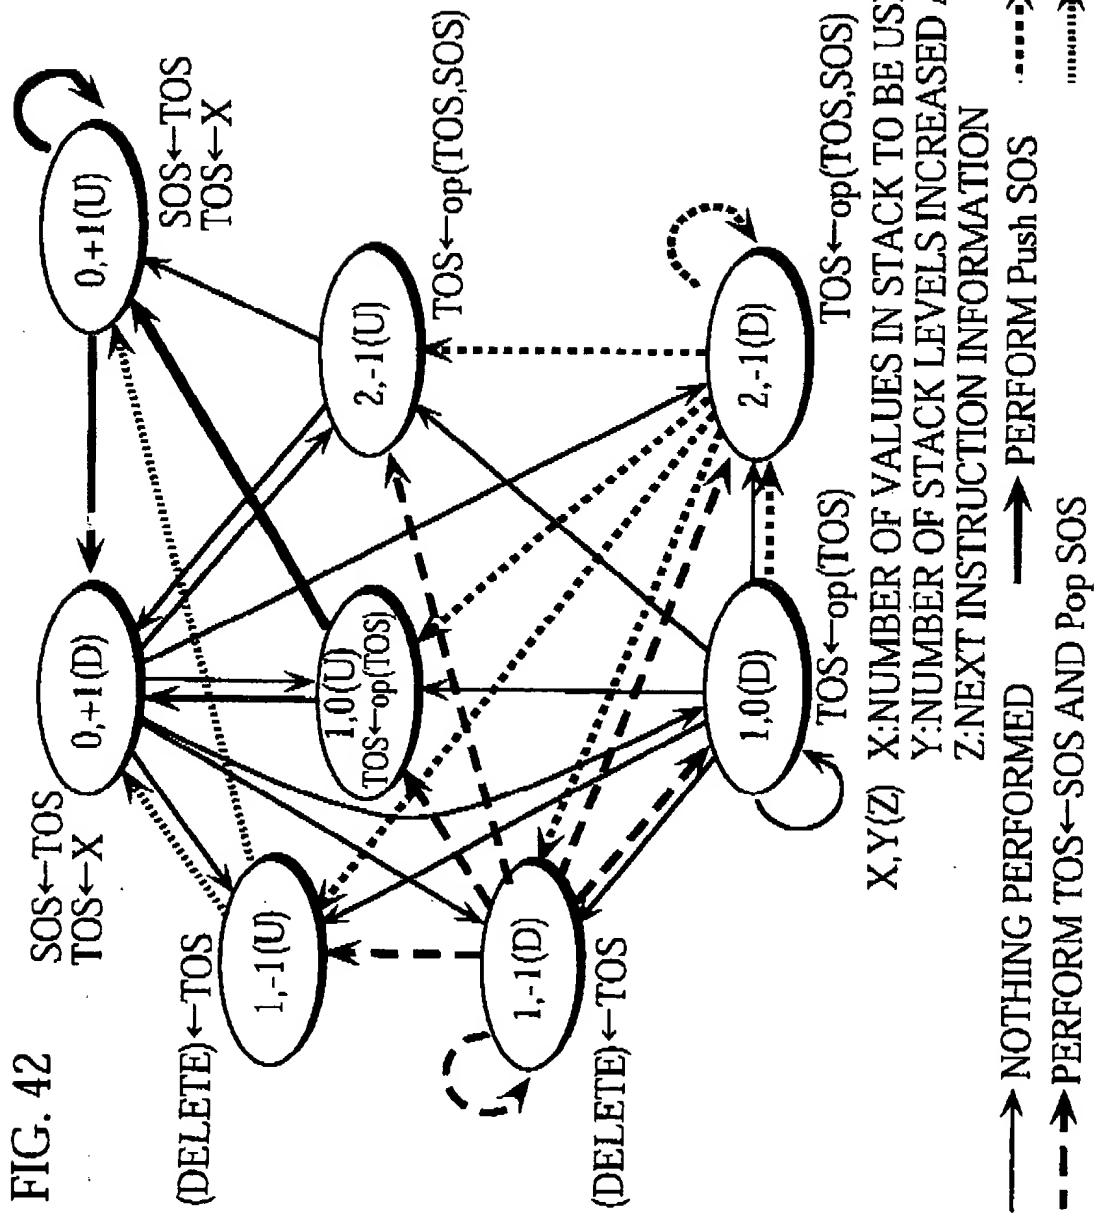 FIG. 42
SOS←TOS
TOS←X
0,+1(D)
0,+1(U)
SOS←TOS
TOS←X
(DELETE)←TOS
1,-1(U)
1,0(U)
TOS←op(TOS)
2,-1(U)
TOS←op(TOS,SOS)
1,-1(D)
(DELETE)←TOS
1,0(D)
TOS←op(TOS)
2,-1(D)
TOS←op(TOS,SOS)
X,Y(Z) X:NUMBER OF VALUES IN STACK TO BE
Y:NUMBER OF STACK LEVELS INCREASED
Z:NEXT INSTRUCTION INFORMATION
NOTHING PERFORMED
PERFORM Push SOS
PERFORM TOS←SOS AND Pop SOS